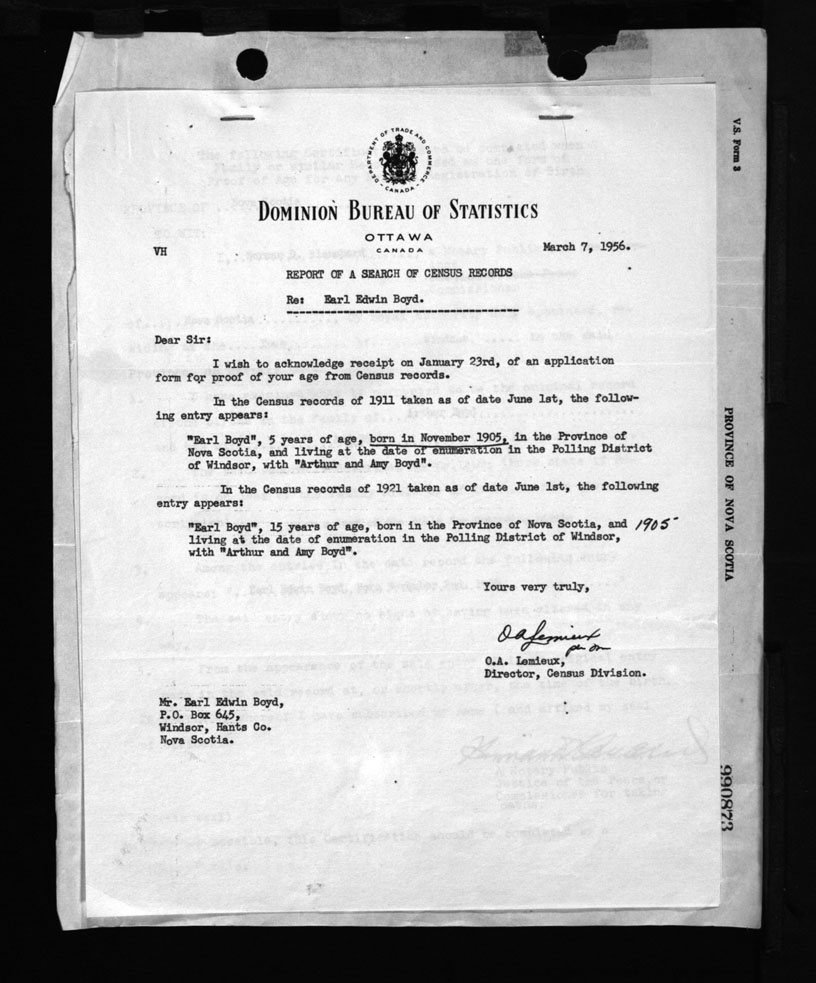 V.S. Form 3
DEPARTMENT OF TRADE AND COMMERCE
CANADA
DOMINION BUREAU OF STATISTICS
OTTAWA
CANADA
VH
March 7, 1956.
REPORT OF A SEARCH OF CENSUS RECORDS
Re: Earl Edwin Boyd.
Dear Sir:
I wish to acknowledge receipt on January 23rd, of an application
form for proof of your age from Census records.
In the Census records of 1911 taken as of date June 1st, the follow-
ing entry appears:
"Earl Boyd", 5 years of age, born in November 1905, in the Province of
Nova Scotia, and living at the date of enumeration in the Polling District
of Windsor, with "Arthur and Amy Boyd".
In the Census records of 1921 taken as of date June 1st, the following
entry appears:
"Earl Boyd", 15 years of age, born in the Province of Nova Scotia, and 1905
living at the date of enumeration in the Polling District of Windsor,
with "Arthur and Amy Boyd".
Yours very truly,
OA Lemieux
O.A. Lemieux,
Director, Census Division.
Mr. Earl Edwin Boyd,
P.O. Box 645,
Windsor, Hants Co.
Nova Scotia.
PROVINCE OF NOVA SCOTIA
990873